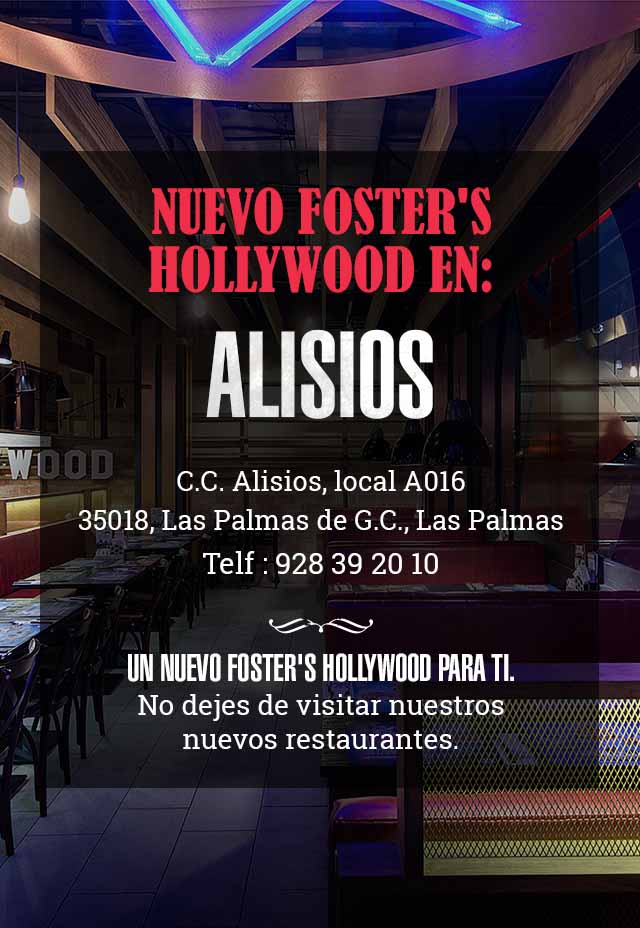 NUEVO FOSTER'S
HOLLYWOOD EN:
ALISIOS
WOOD
C.C. Alisios, local A016
35018, Las Palmas de G.C., Las Palmas
Telf : 928 39 20 10
UN NUEVO FOSTER'S HOLLYWOOD PARA TI.
No dejes de visitar nuestros
nuevos restaurantes.